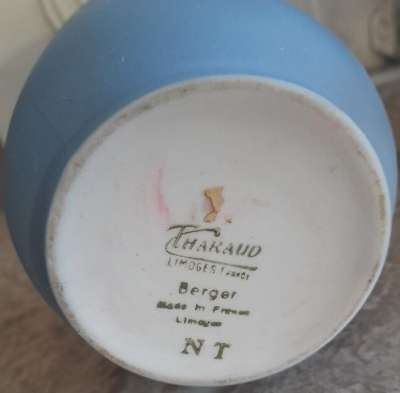 THARAUD
LIMOGES France
Berger
Made in France
Limoges
NT